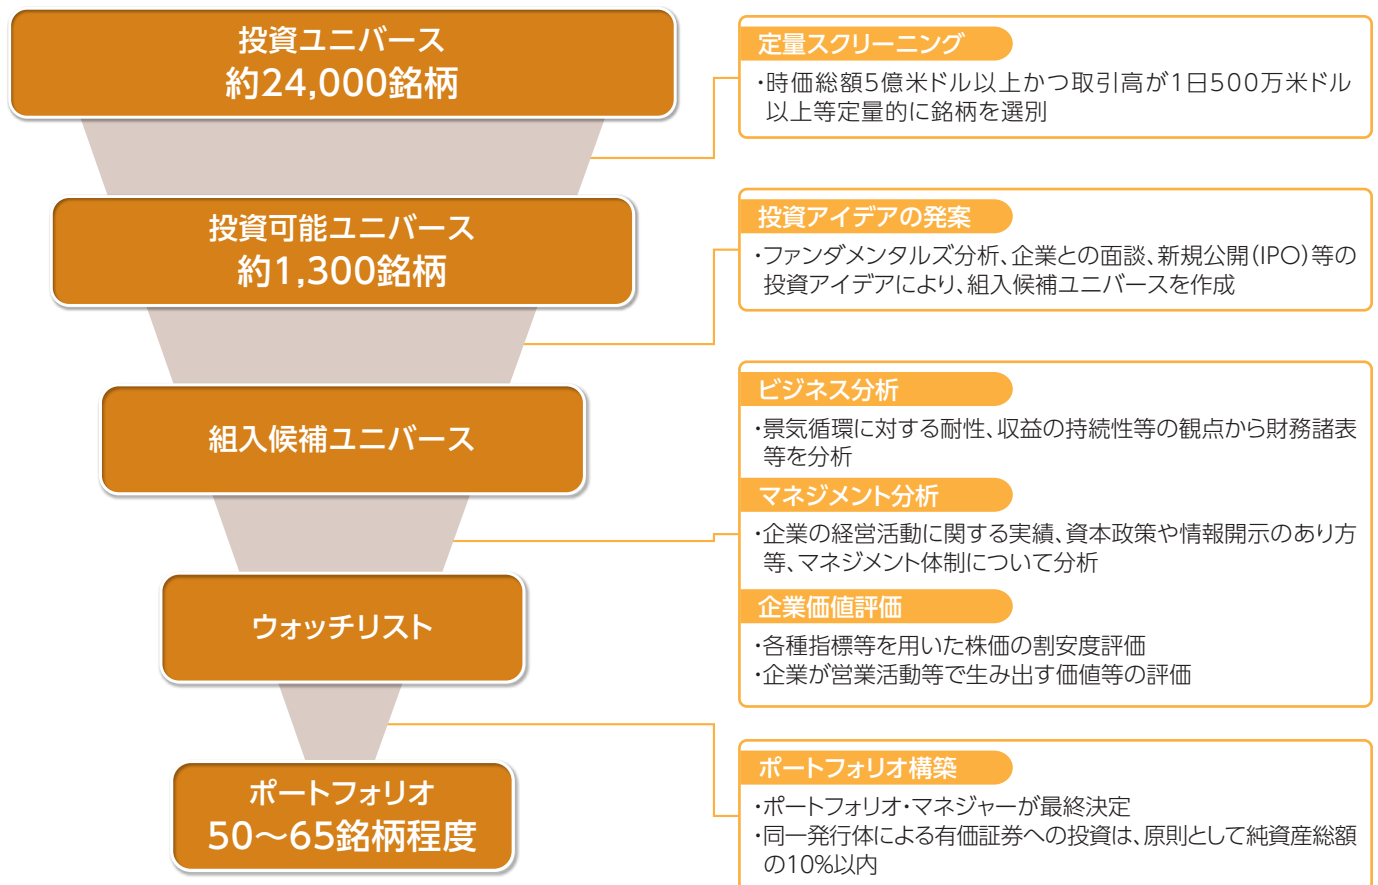 投資ユニバース
約24,000銘柄
定量スクリーニング
・時価総額5億米ドル以上かつ取引高が1日500万米ドル
以上等定量的に銘柄を選別
投資可能ユニバース
約1,300銘柄
投資アイデアの発案
・ファンダメンタルズ分析、企業との面談、新規公開(IPO)等の
投資アイデアにより、組入候補ユニバースを作成
組入候補ユニバース
ビジネス分析
・景気循環に対する耐性、収益の持続性等の観点から財務諸表
等を分析
マネジメント分析
・企業の経営活動に関する実績、資本政策や情報開示のあり方
等、マネジメント体制について分析
企業価値評価
・各種指標等を用いた株価の割安度評価
・企業が営業活動等で生み出す価値等の評価
ウォッチリスト
ポートフォリオ
50〜65銘柄程度
ポートフォリオ構築
・ポートフォリオ・マネジャーが最終決定
・同一発行体による有価証券への投資は、原則として純資産総額
の10%以内